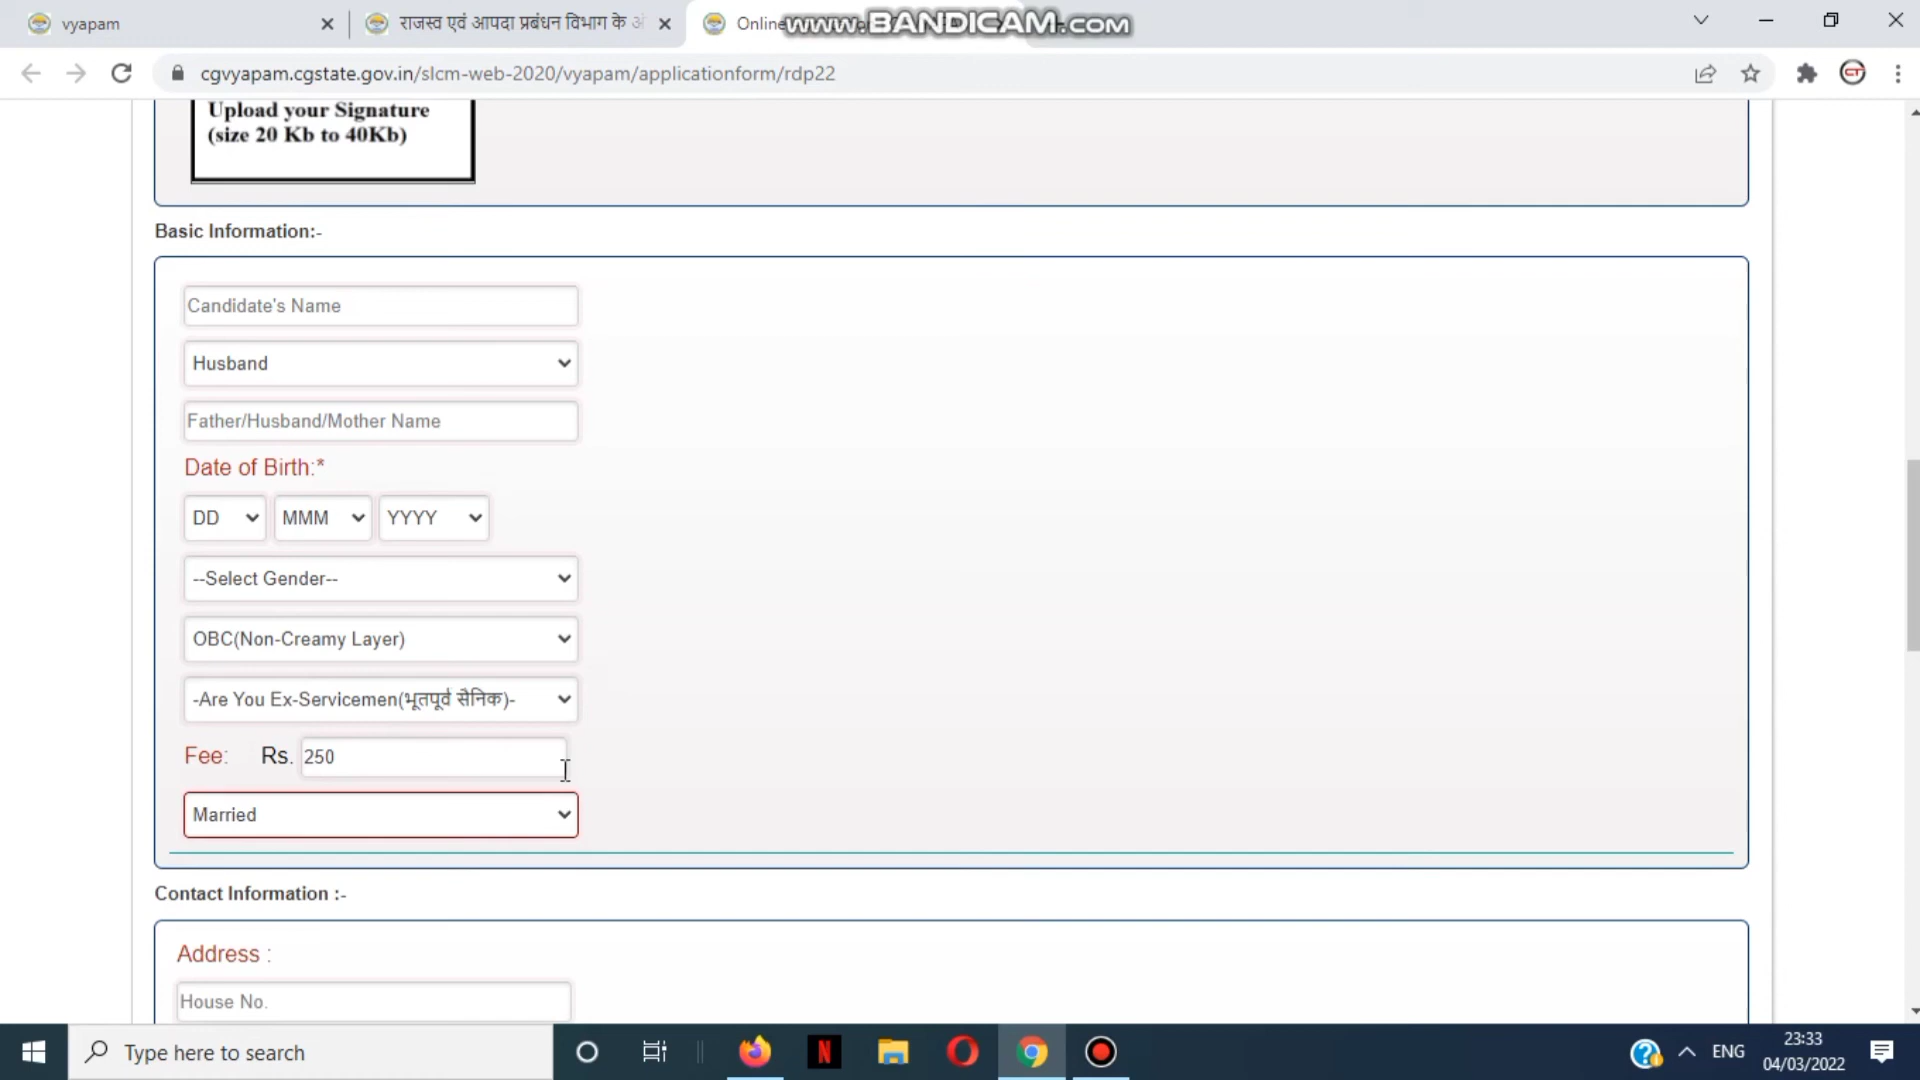 vyapam
राजस्व एवं आपदा प्रबंधन विभाग के अं
Online
www.BANDICAM.com
cgvyapam.cgstate.gov.in/slcm-web-2020/vyapam/applicationform/rdp22
CT
Upload your Signature
(size 20 Kb to 40Kb)
Basic Information:-
Candidate's Name
Husband
Father/Husband/Mother Name
Date of Birth:*
DD MMM YYYY
--Select Gender--
OBC(Non-Creamy Layer)
-Are You Ex-Servicemen(भूतपूर्व सैनिक)-
Fee: Rs. 250
Married
Contact Information :-
Address :
House No.
Type here to search
N
ENG
23:33
04/03/2022